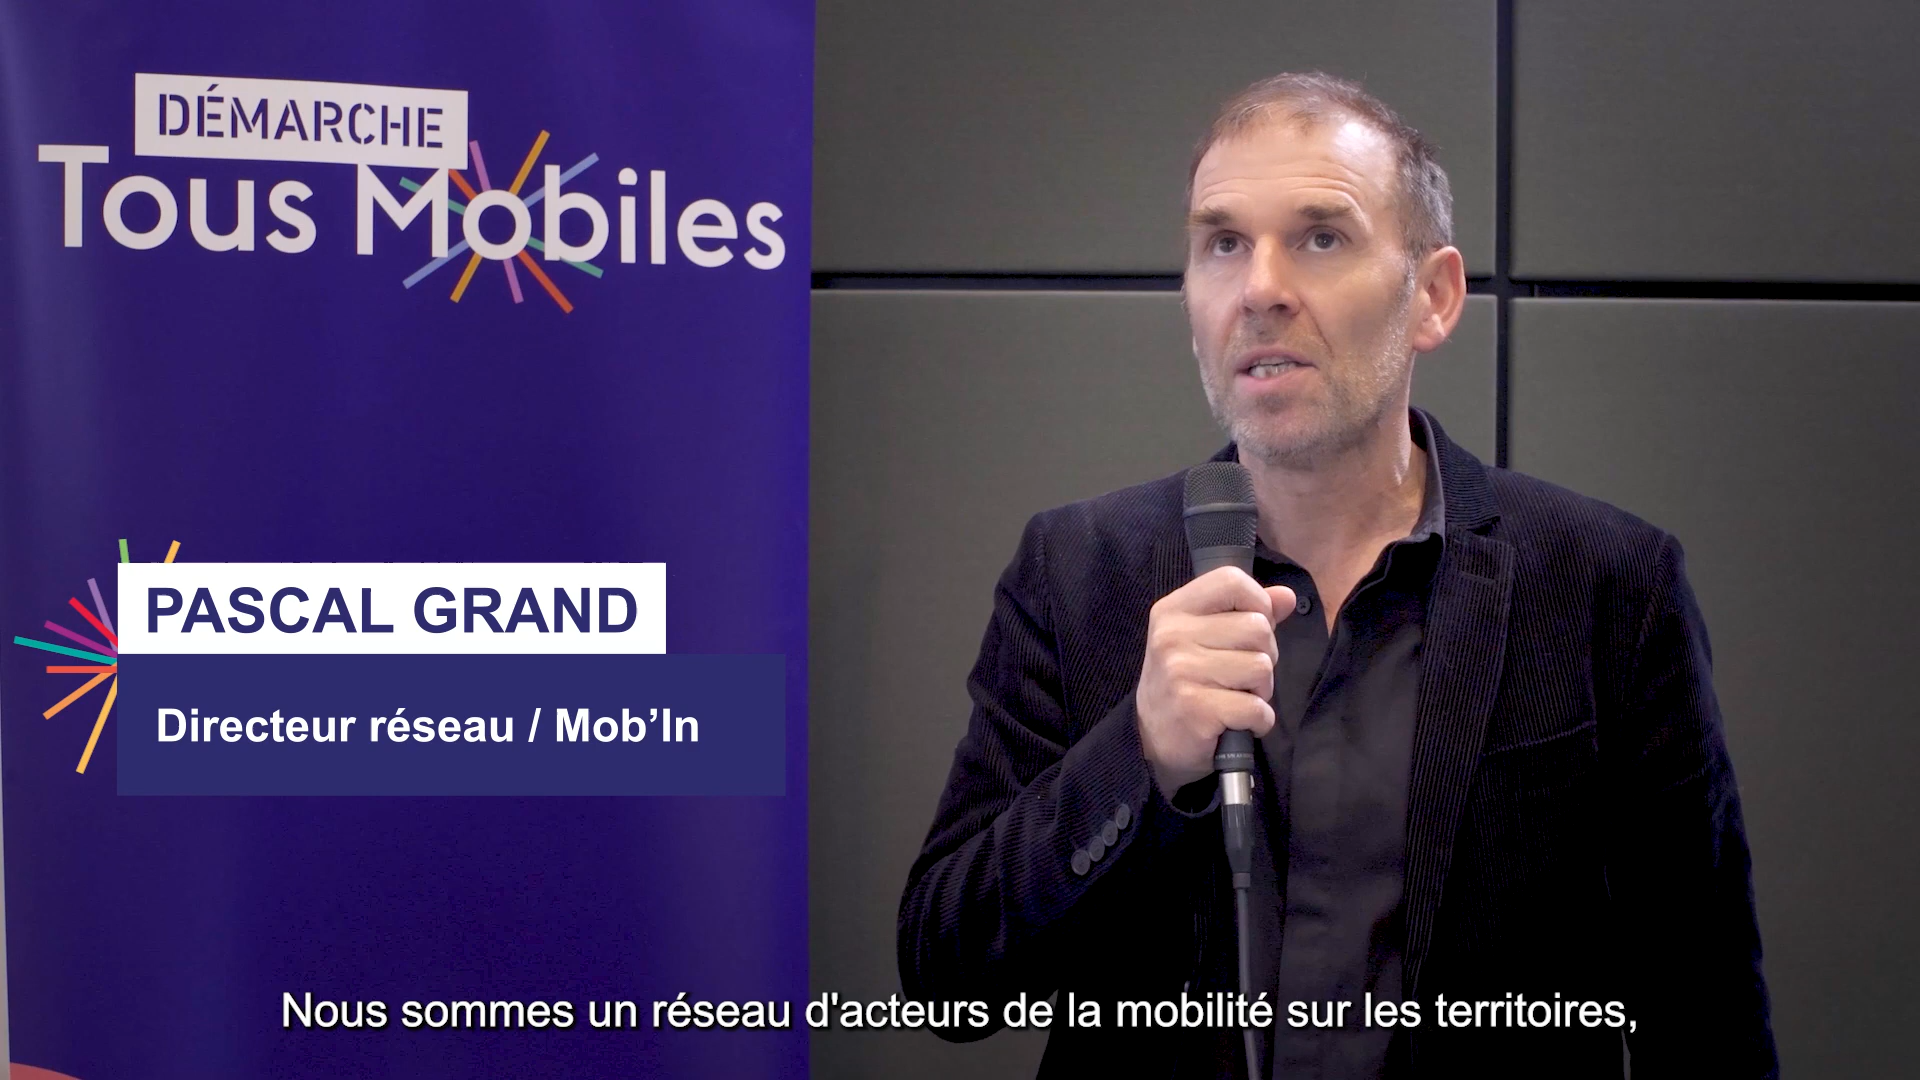 DÉMARCHE
Tous Mobiles
PASCAL GRAND
Directeur réseau / Mob’In
Nous sommes un réseau d'acteurs de la mobilité sur les territoires,